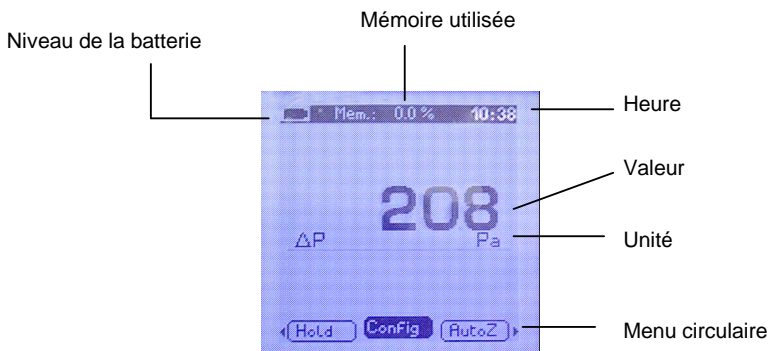 Mémoire utilisée
Niveau de la batterie
Mem.: 0.0 % 10:38
Heure
Valeur
208
ΔP Pa
Unité
Hold Config AutoZ
Menu circulaire